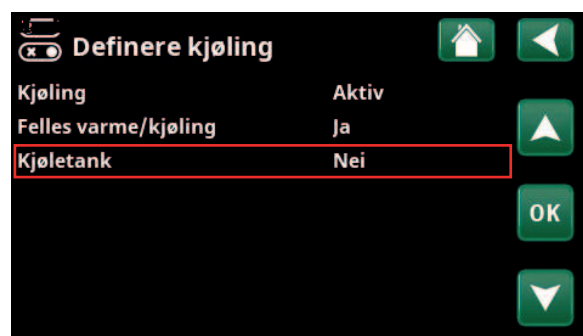 Definere kjøling
Kjøling Aktiv
Felles varme/kjøling Ja
Kjøletank Nei
OK